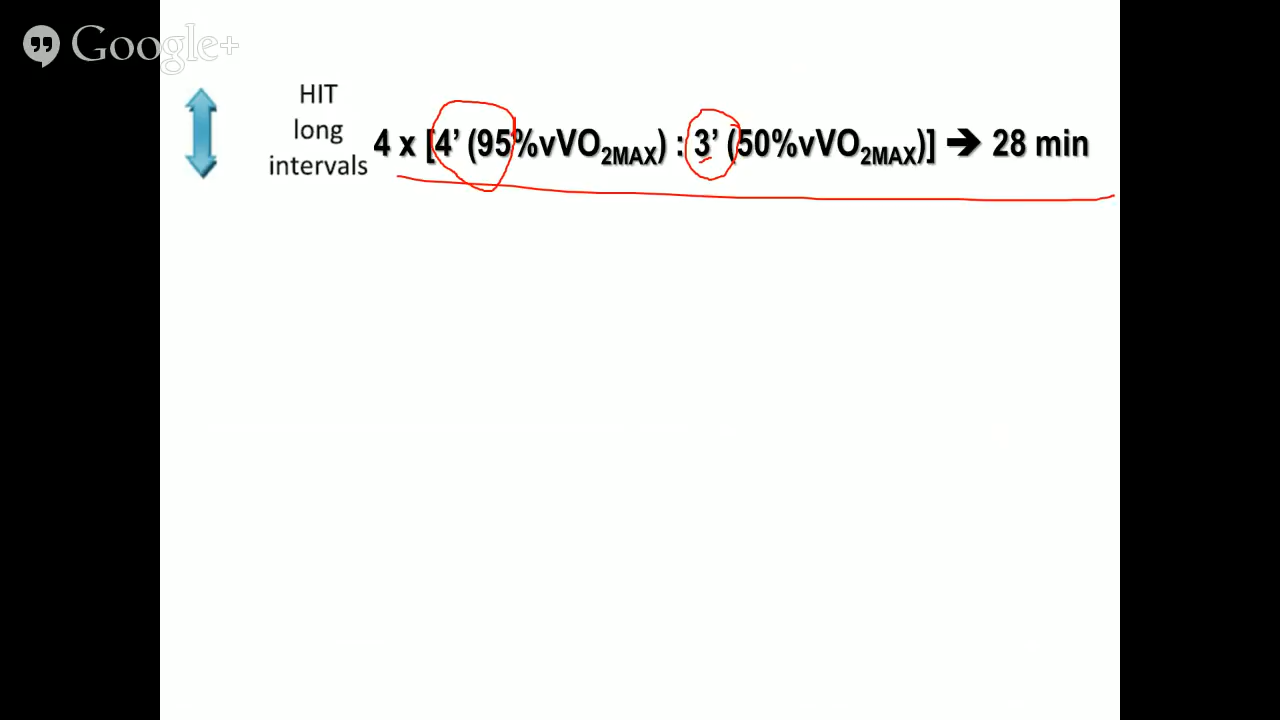 Google+
HIT
long
intervals
4 x [4’ (95%vVO2MAX) : 3’ (50%vVO2MAX)] ➔ 28 min